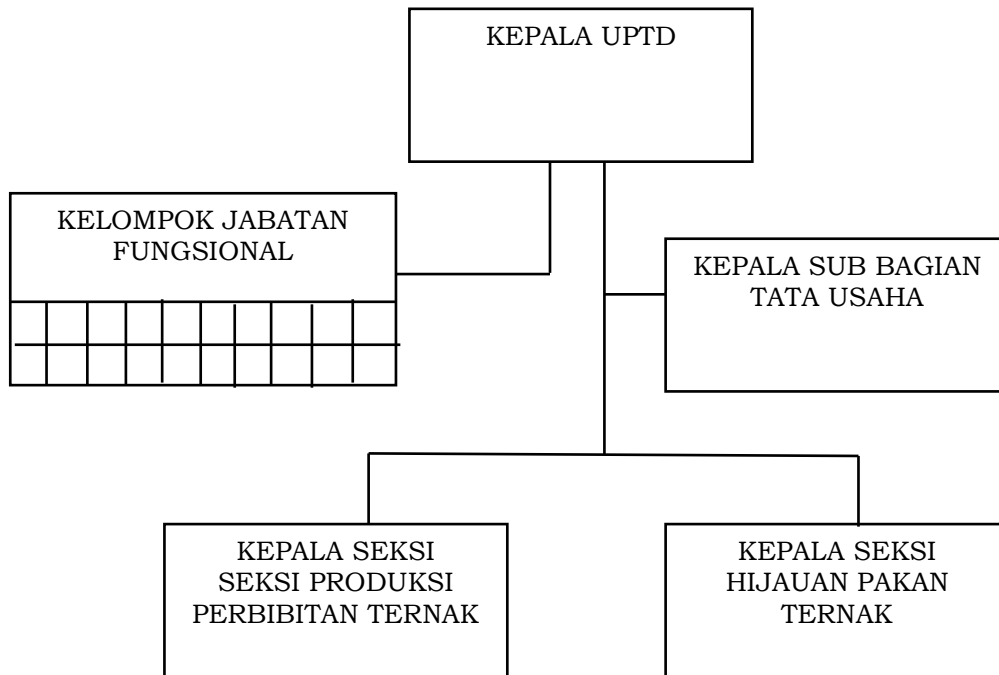 KEPALA UPTD
KELOMPOK JABATAN
FUNGSIONAL
KEPALA SUB BAGIAN
TATA USAHA
KEPALA SEKSI
SEKSI PRODUKSI
PERBIBITAN TERNAK
KEPALA SEKSI
HIJAUAN PAKAN
TERNAK